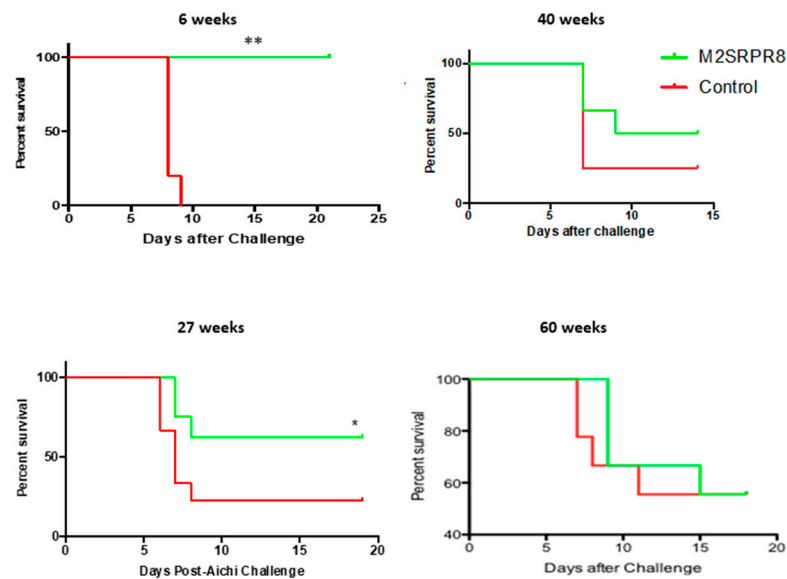 6 weeks
100
50
0
0 5 10 15 20 25
Percent survival
Days after Challenge
**
40 weeks
100
50
0
0 5 10 15
Percent survival
Days after challenge
M2SRPR8
Control
27 weeks
100
50
0
0 5 10 15 20
Percent survival
Days Post-Aichi Challenge
*
60 weeks
100
80
60
40
0 5 10 15 20
Percent survival
Days after Challenge